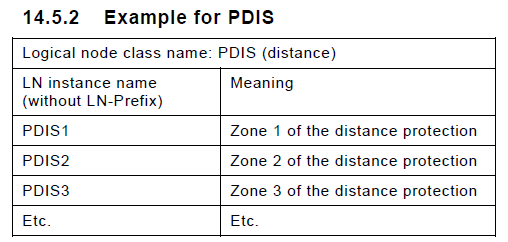 14.5.2 Example for PDIS
Logical node class name: PDIS (distance)
LN instance name Meaning
(without LN-Prefix)
PDIS1 Zone 1 of the distance protection
PDIS2 Zone 2 of the distance protection
PDIS3 Zone 3 of the distance protection
Etc. Etc.